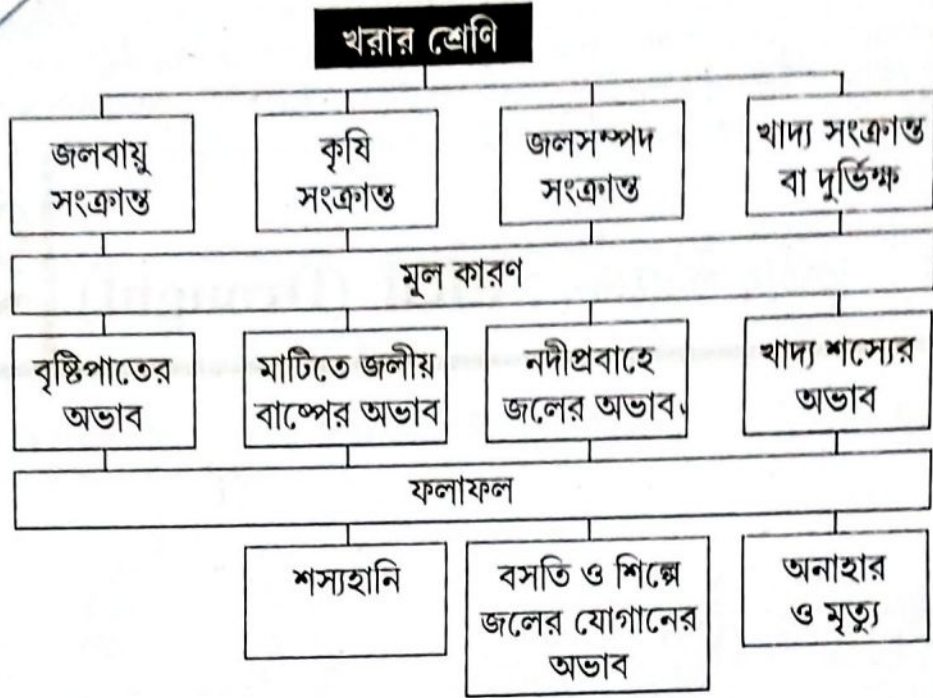 খরার শ্রেণি
জলবায়ু
সংক্রান্ত
কৃষি
সংক্রান্ত
জলসম্পদ
সংক্রান্ত
খাদ্য সংক্রান্ত
বা দুর্ভিক্ষ
মূল কারণ
বৃষ্টিপাতের
অভাব
মাটিতে জলীয়
বাষ্পের অভাব
নদীপ্রবাহে
জলের অভাব
খাদ্য শস্যের
অভাব
ফলাফল
শস্যহানি
বসতি ও শিল্পে
জলের যোগানের
অভাব
অনাহার
ও মৃত্যু